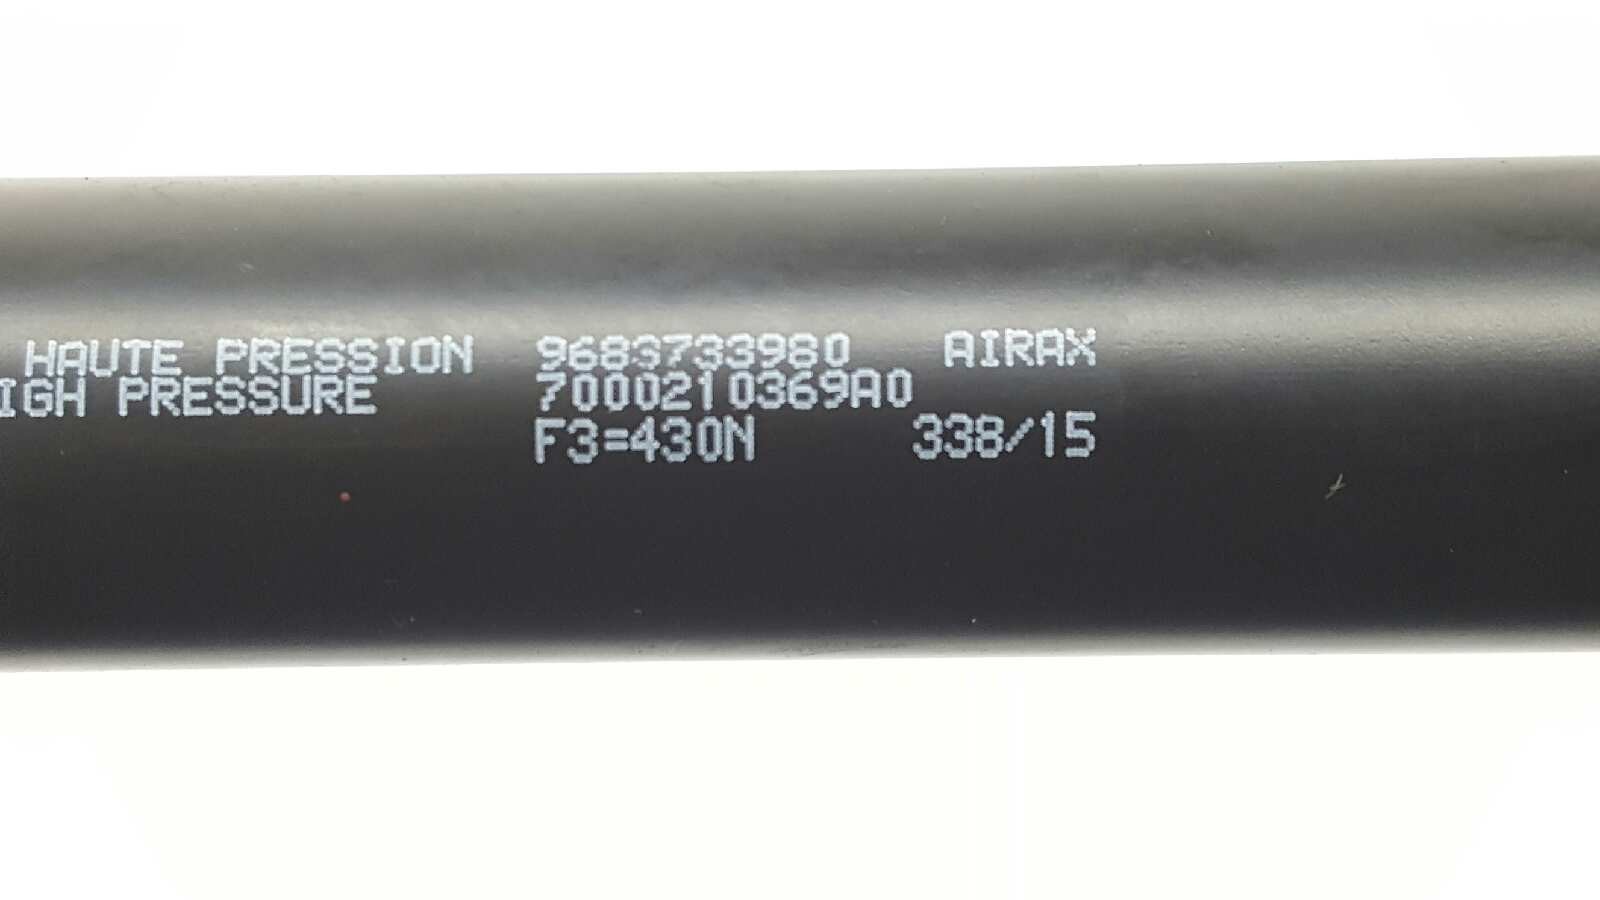 HAUTE PRESSION 9683733980 AIRAX
IGH PRESSURE 7000210369A0
F3=430N 338/15